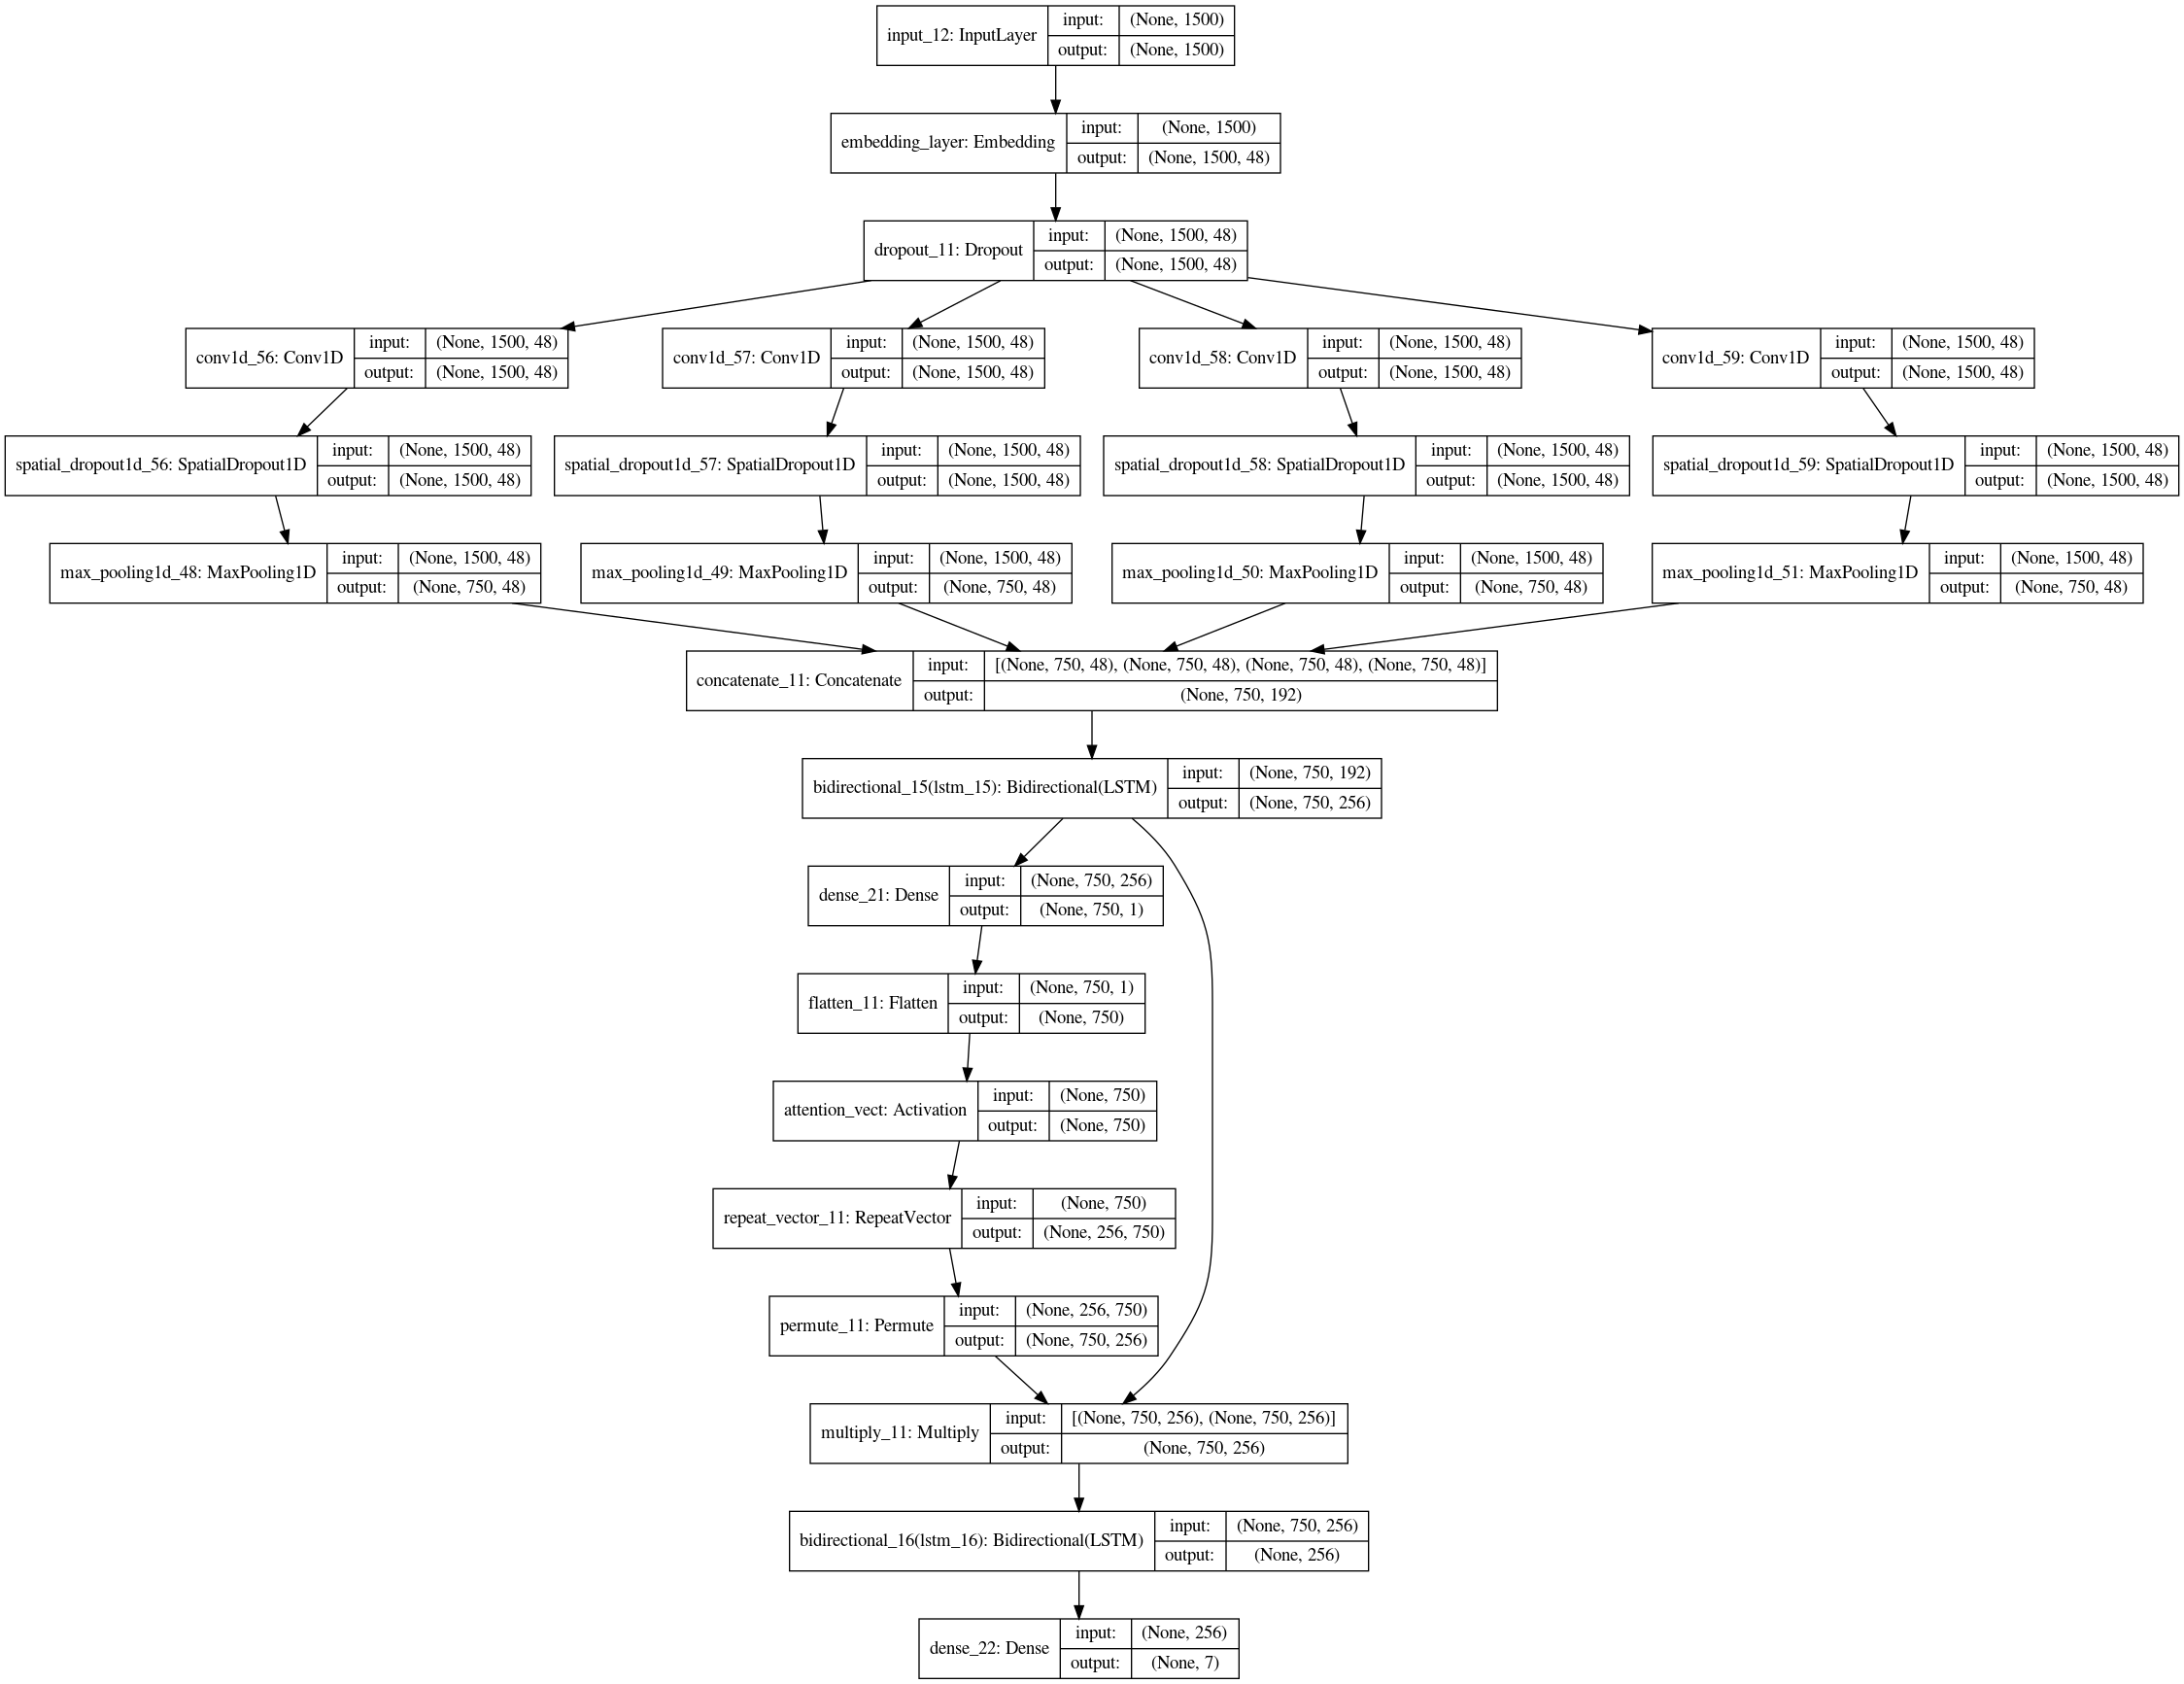 input_12: InputLayer
input: (None, 1500)
output: (None, 1500)
embedding_layer: Embedding
input: (None, 1500)
output: (None, 1500, 48)
dropout_11: Dropout
input: (None, 1500, 48)
output: (None, 1500, 48)
conv1d_56: Conv1D
input: (None, 1500, 48)
output: (None, 1500, 48)
conv1d_57: Conv1D
input: (None, 1500, 48)
output: (None, 1500, 48)
conv1d_58: Conv1D
input: (None, 1500, 48)
output: (None, 1500, 48)
conv1d_59: Conv1D
input: (None, 1500, 48)
output: (None, 1500, 48)
spatial_dropout1d_56: SpatialDropout1D
input: (None, 1500, 48)
output: (None, 1500, 48)
spatial_dropout1d_57: SpatialDropout1D
input: (None, 1500, 48)
output: (None, 1500, 48)
spatial_dropout1d_58: SpatialDropout1D
input: (None, 1500, 48)
output: (None, 1500, 48)
spatial_dropout1d_59: SpatialDropout1D
input: (None, 1500, 48)
output: (None, 1500, 48)
max_pooling1d_48: MaxPooling1D
input: (None, 1500, 48)
output: (None, 750, 48)
max_pooling1d_49: MaxPooling1D
input: (None, 1500, 48)
output: (None, 750, 48)
max_pooling1d_50: MaxPooling1D
input: (None, 1500, 48)
output: (None, 750, 48)
max_pooling1d_51: MaxPooling1D
input: (None, 1500, 48)
output: (None, 750, 48)
concatenate_11: Concatenate
input: [(None, 750, 48), (None, 750, 48), (None, 750, 48), (None, 750, 48)]
output: (None, 750, 192)
bidirectional_15(lstm_15): Bidirectional(LSTM)
input: (None, 750, 192)
output: (None, 750, 256)
dense_21: Dense
input: (None, 750, 256)
output: (None, 750, 1)
flatten_11: Flatten
input: (None, 750, 1)
output: (None, 750)
attention_vect: Activation
input: (None, 750)
output: (None, 750)
repeat_vector_11: RepeatVector
input: (None, 750)
output: (None, 256, 750)
permute_11: Permute
input: (None, 256, 750)
output: (None, 750, 256)
multiply_11: Multiply
input: [(None, 750, 256), (None, 750, 256)]
output: (None, 750, 256)
bidirectional_16(lstm_16): Bidirectional(LSTM)
input: (None, 750, 256)
output: (None, 256)
dense_22: Dense
input: (None, 256)
output: (None, 7)